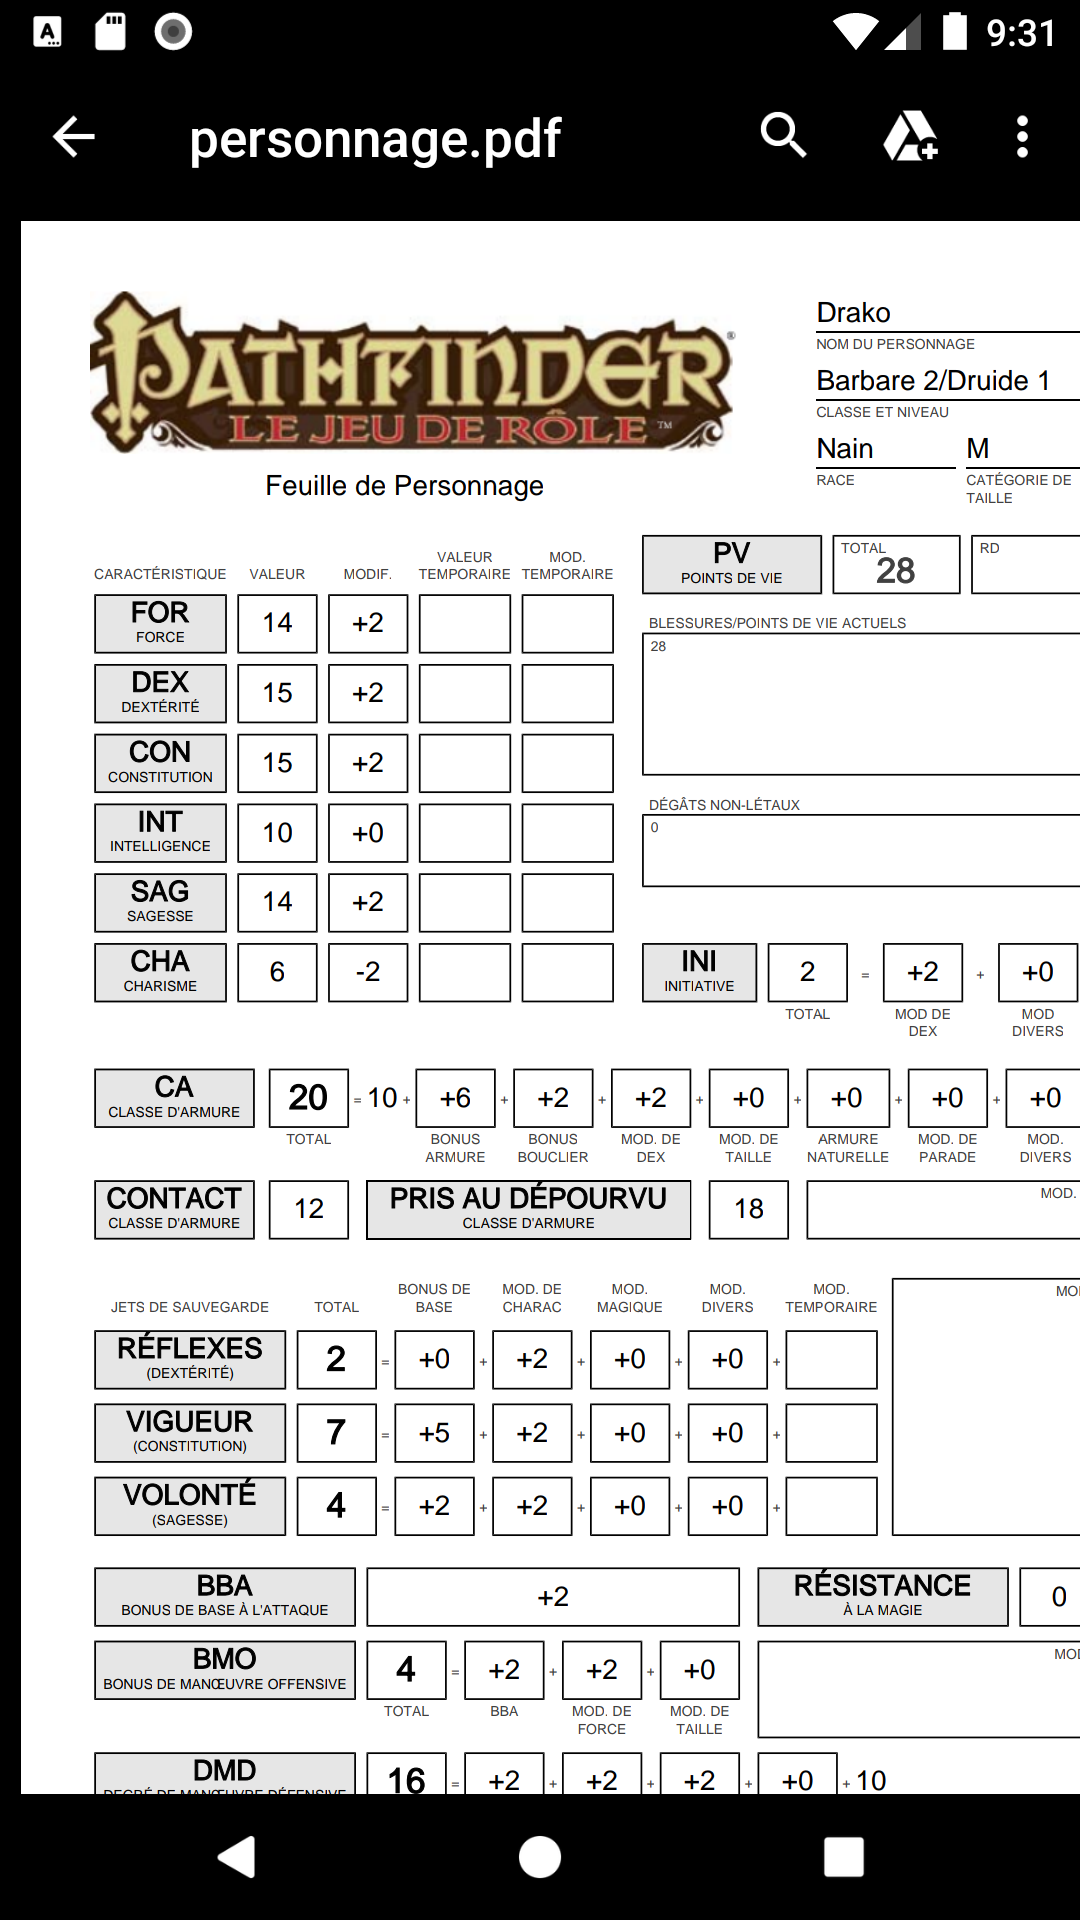 9:31
personnage.pdf
PATHFINDER®
LE JEU DE RÔLE™
Feuille de Personnage
Drako
NOM DU PERSONNAGE
Barbare 2/Druide 1
CLASSE ET NIVEAU
Nain M
RACE CATÉGORIE DE TAILLE
CARACTÉRISTIQUE VALEUR MODIF. VALEUR TEMPORAIRE MOD. TEMPORAIRE
FOR
FORCE
14 +2
DEX
DEXTÉRITÉ
15 +2
CON
CONSTITUTION
15 +2
INT
INTELLIGENCE
10 +0
SAG
SAGESSE
14 +2
CHA
CHARISME
6 -2
PV
POINTS DE VIE
TOTAL
28
RD
BLESSURES/POINTS DE VIE ACTUELS
28
DÉGÂTS NON-LÉTAUX
0
INI
INITIATIVE
2 = +2 + +0
TOTAL MOD DE DEX MOD DIVERS
CA
CLASSE D'ARMURE
20 = 10 + +6 + +2 + +2 + +0 + +0 + +0 + +0
TOTAL BONUS ARMURE BONUS BOUCLIER MOD. DE DEX MOD. DE TAILLE ARMURE NATURELLE MOD. DE PARADE MOD. DIVERS
CONTACT
CLASSE D'ARMURE
12
PRIS AU DÉPOURVU
CLASSE D'ARMURE
18
MOD.
JETS DE SAUVEGARDE TOTAL BONUS DE BASE MOD. DE CHARAC MOD. MAGIQUE MOD. DIVERS MOD. TEMPORAIRE
RÉFLEXES
(DEXTÉRITÉ)
2 = +0 + +2 + +0 + +0 +
VIGUEUR
(CONSTITUTION)
7 = +5 + +2 + +0 + +0 +
VOLONTÉ
(SAGESSE)
4 = +2 + +2 + +0 + +0 +
BBA
BONUS DE BASE À L'ATTAQUE
+2
RÉSISTANCE
À LA MAGIE
0
BMO
BONUS DE MANŒUVRE OFFENSIVE
4 = +2 + +2 + +0
TOTAL BBA MOD. DE FORCE MOD. DE TAILLE
DMD
DEGRÉ DE MANŒUVRE DÉFENSIVE
16 = +2 + +2 + +2 + +0 + 10